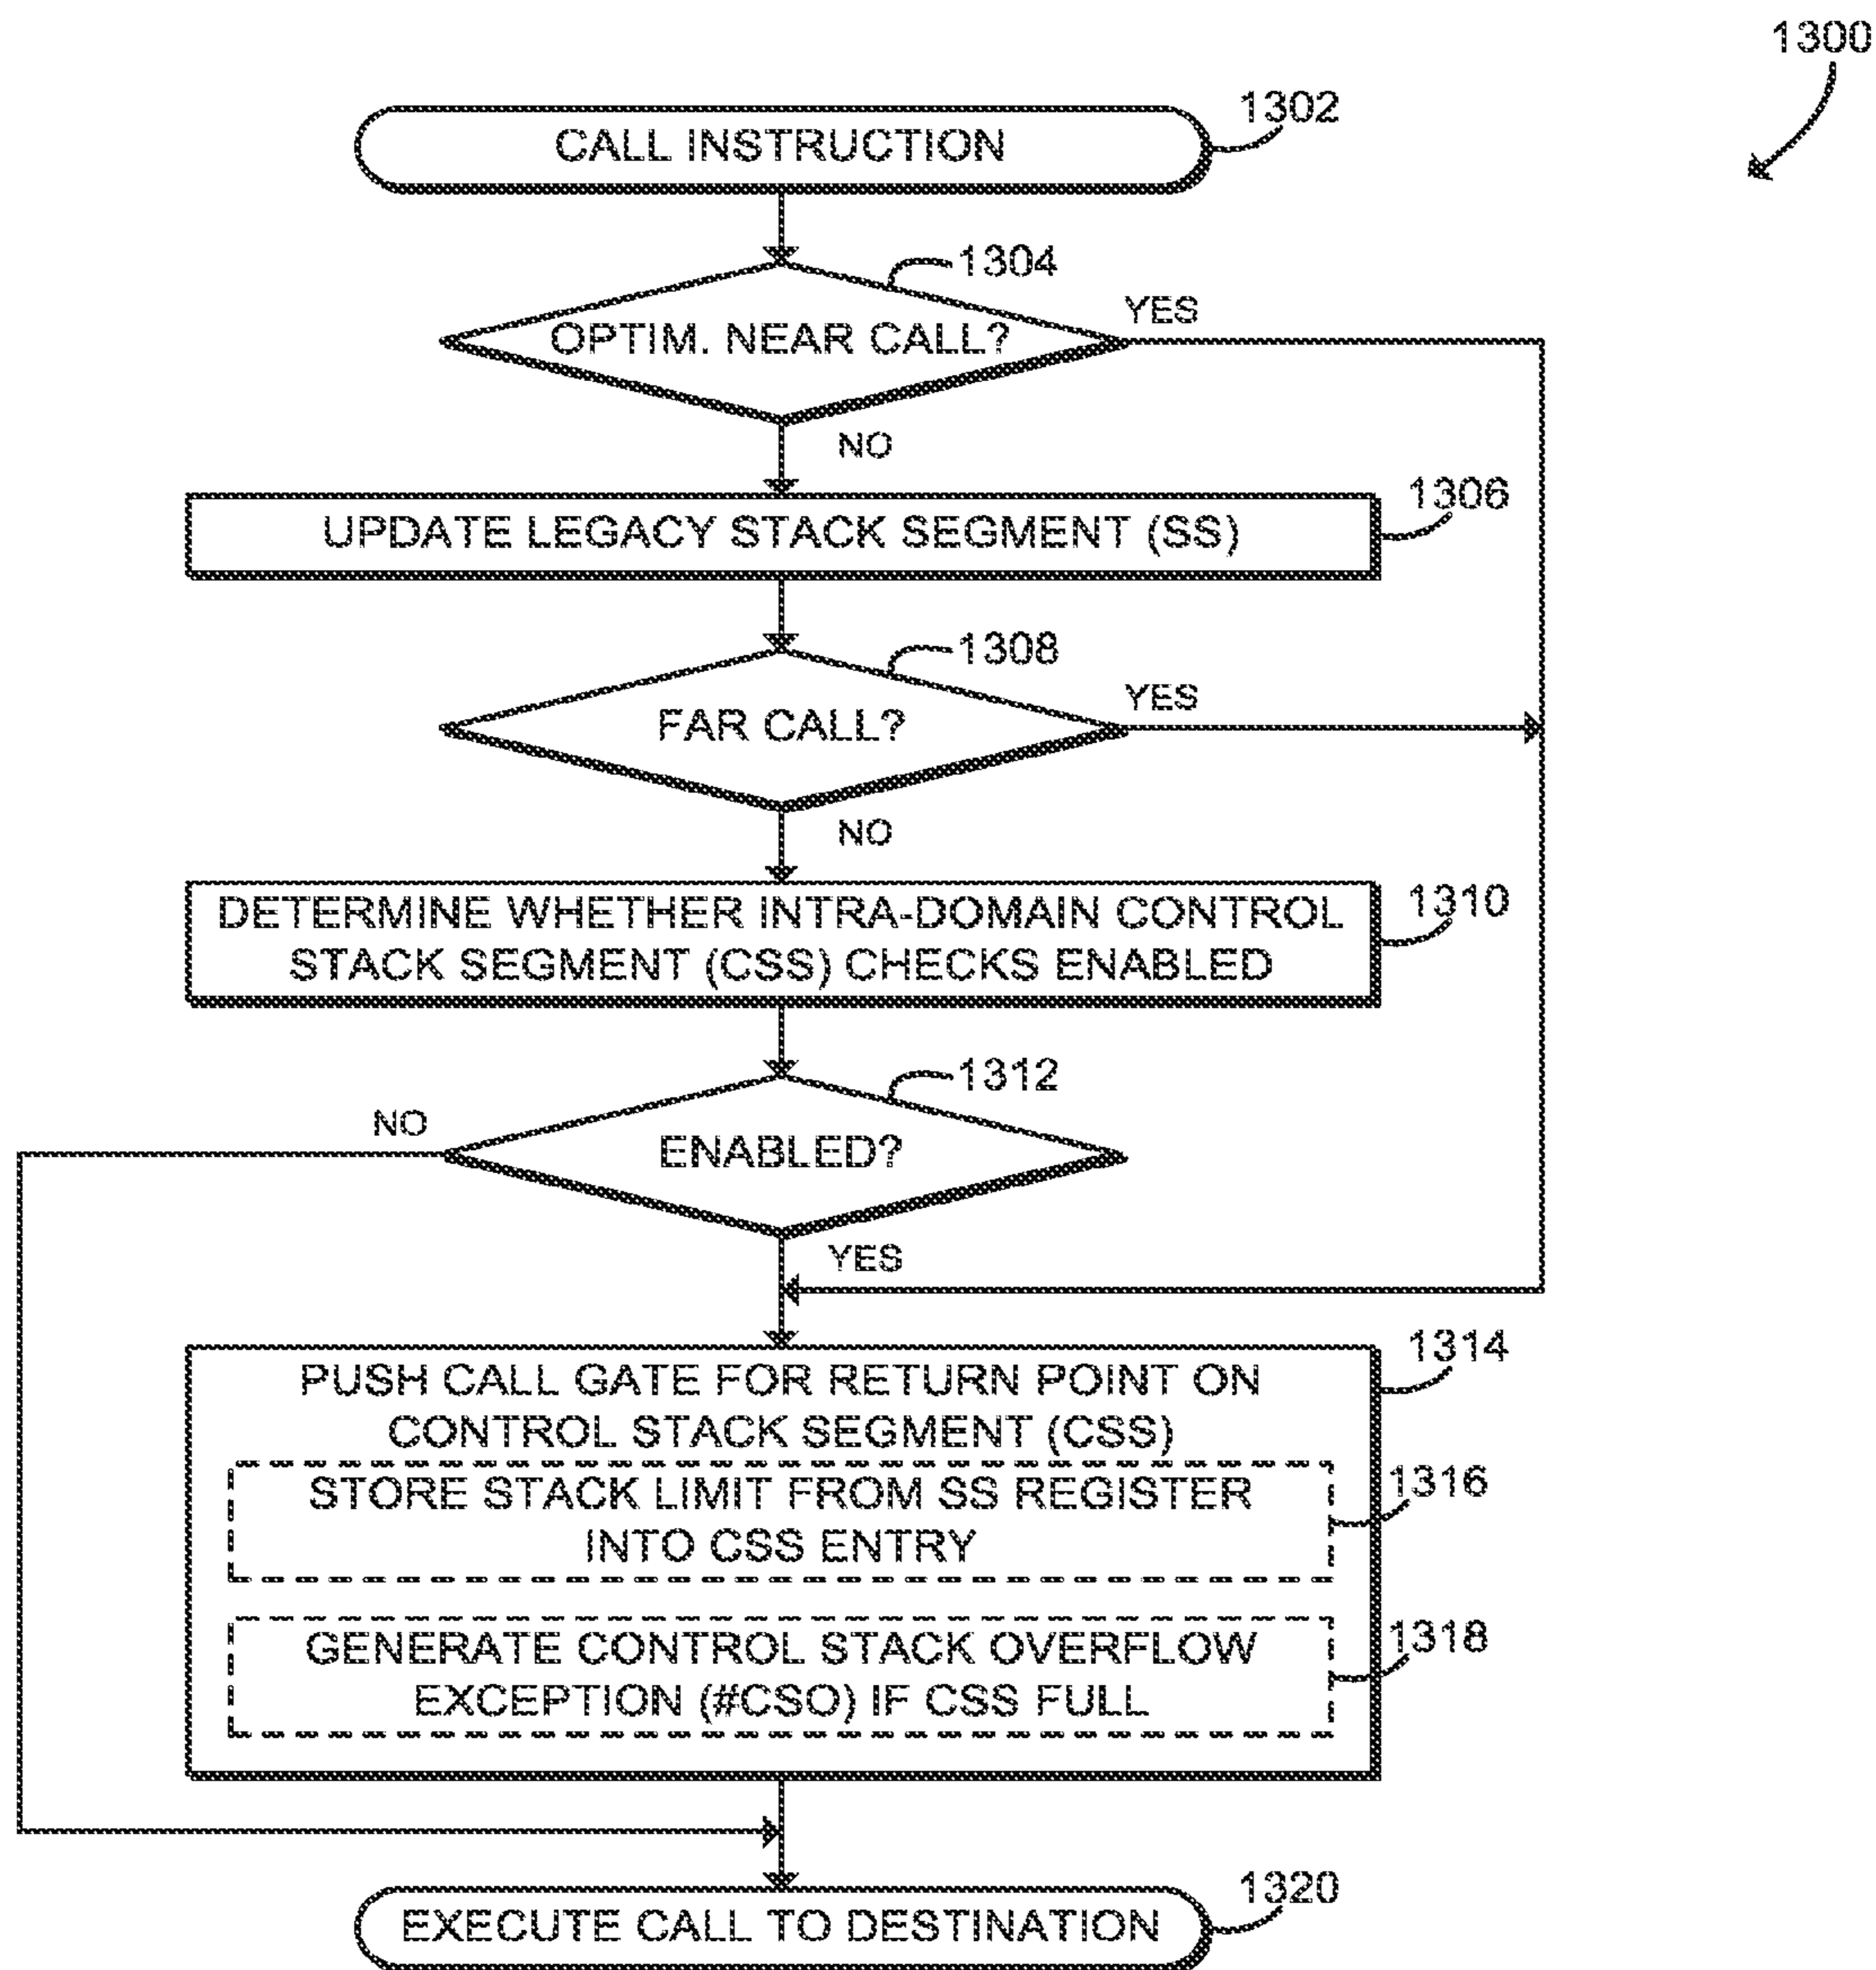 1300
CALL INSTRUCTION
1302
OPTIM. NEAR CALL?
1304
YES
NO
UPDATE LEGACY STACK SEGMENT (SS)
1306
FAR CALL?
1308
YES
NO
DETERMINE WHETHER INTRA-DOMAIN CONTROL
STACK SEGMENT (CSS) CHECKS ENABLED
1310
ENABLED?
1312
NO
YES
PUSH CALL GATE FOR RETURN POINT ON
CONTROL STACK SEGMENT (CSS)
1314
STORE STACK LIMIT FROM SS REGISTER
INTO CSS ENTRY
1316
GENERATE CONTROL STACK OVERFLOW
EXCEPTION (#CSO) IF CSS FULL
1318
EXECUTE CALL TO DESTINATION
1320